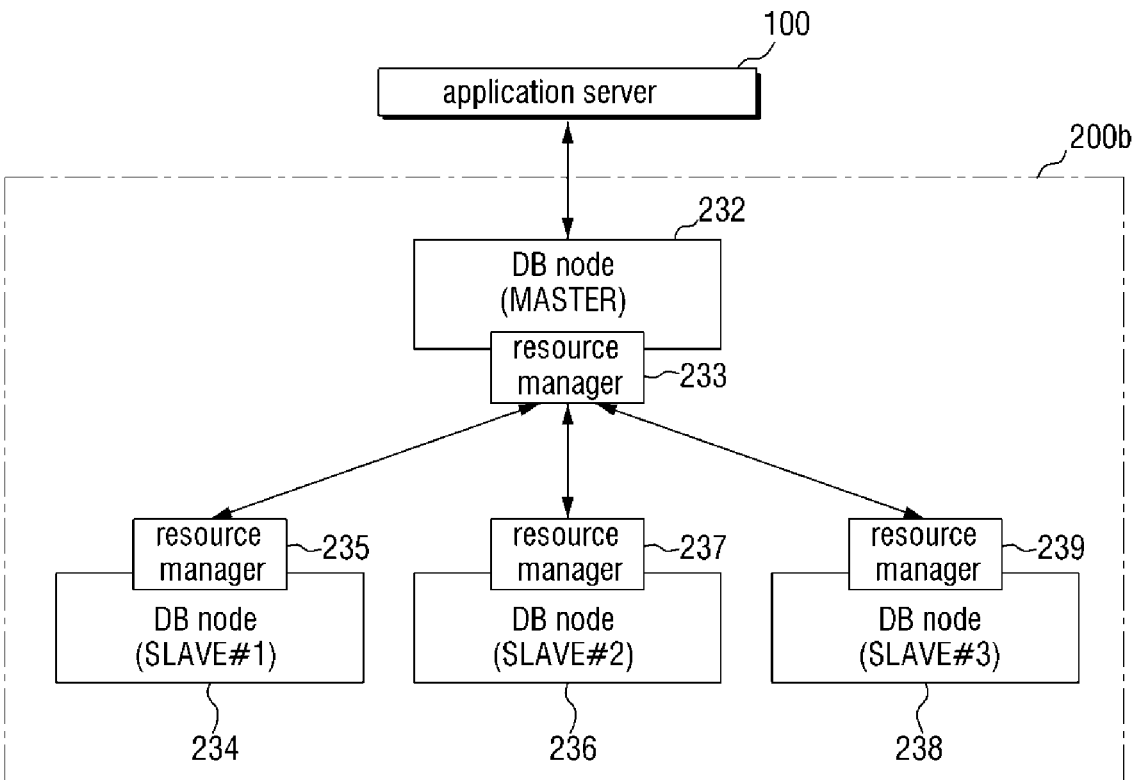 100
application server
200b
232
DB node
(MASTER)
resource
manager
233
resource
manager
235
resource
manager
237
resource
manager
239
DB node
(SLAVE#1)
DB node
(SLAVE#2)
DB node
(SLAVE#3)
234
236
238